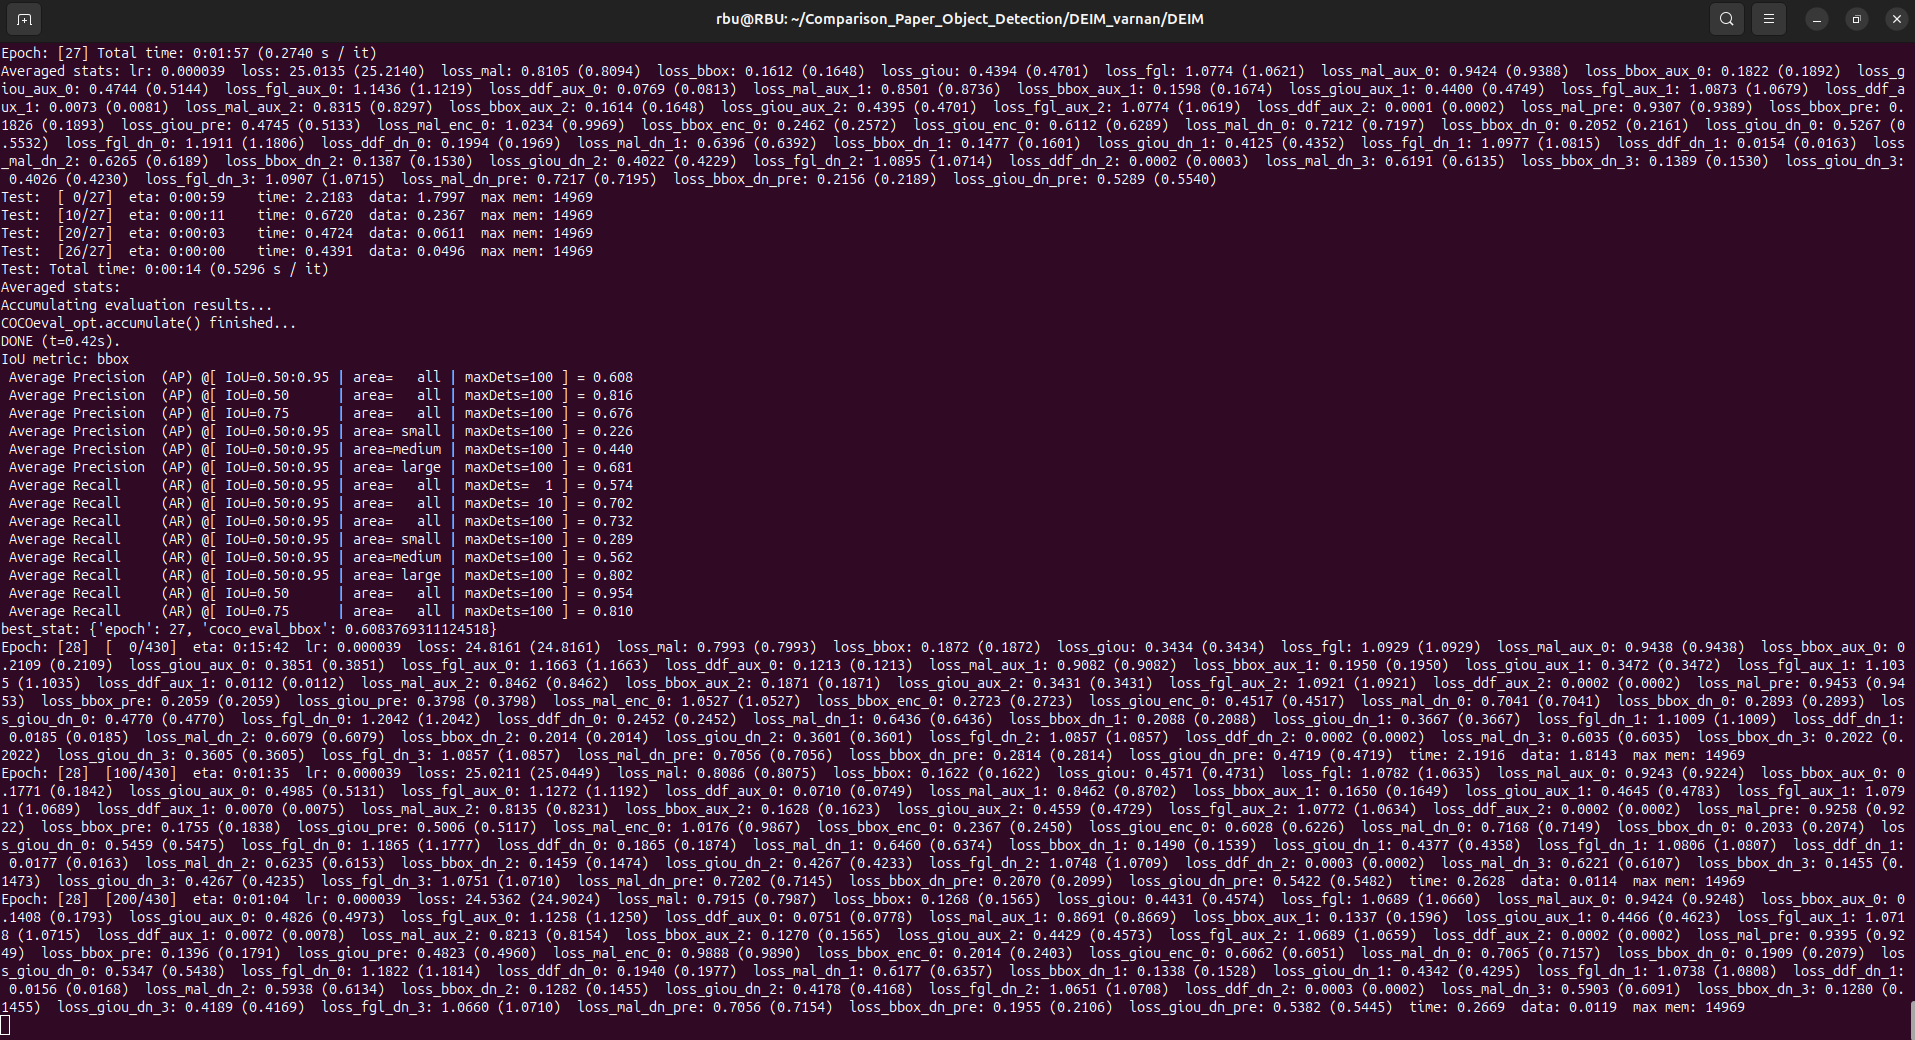 rbu@RBU: ~/Comparison_Paper_Object_Detection/DEIM_varnan/DEIM
Epoch: [27] Total time: 0:01:57 (0.2740 s / it)
Averaged stats: lr: 0.000039  loss: 25.0135 (25.2140)  loss_mal: 0.8105 (0.8094)  loss_bbox: 0.1612 (0.1648)  loss_giou: 0.4394 (0.4701)  loss_fgl: 1.0774 (1.0621)  loss_mal_aux_0: 0.9424 (0.9388)  loss_bbox_aux_0: 0.1822 (0.1892)  loss_g
iou_aux_0: 0.4744 (0.5144)  loss_fgl_aux_0: 1.1436 (1.1219)  loss_ddf_aux_0: 0.0769 (0.0813)  loss_mal_aux_1: 0.8501 (0.8736)  loss_bbox_aux_1: 0.1598 (0.1674)  loss_giou_aux_1: 0.4400 (0.4749)  loss_fgl_aux_1: 1.0873 (1.0679)  loss_ddf_a
ux_1: 0.0073 (0.0081)  loss_mal_aux_2: 0.8315 (0.8297)  loss_bbox_aux_2: 0.1614 (0.1648)  loss_giou_aux_2: 0.4395 (0.4701)  loss_fgl_aux_2: 1.0774 (1.0619)  loss_ddf_aux_2: 0.0001 (0.0002)  loss_mal_pre: 0.9307 (0.9389)  loss_bbox_pre: 0.
1826 (0.1893)  loss_giou_pre: 0.4745 (0.5133)  loss_mal_enc_0: 1.0234 (0.9969)  loss_bbox_enc_0: 0.2462 (0.2572)  loss_giou_enc_0: 0.6112 (0.6289)  loss_mal_dn_0: 0.7212 (0.7197)  loss_bbox_dn_0: 0.2052 (0.2161)  loss_giou_dn_0: 0.5267 (0
.5532)  loss_fgl_dn_0: 1.1911 (1.1806)  loss_ddf_dn_0: 0.1994 (0.1969)  loss_mal_dn_1: 0.6396 (0.6392)  loss_bbox_dn_1: 0.1477 (0.1601)  loss_giou_dn_1: 0.4125 (0.4352)  loss_fgl_dn_1: 1.0977 (1.0815)  loss_ddf_dn_1: 0.0154 (0.0163)  loss
_mal_dn_2: 0.6265 (0.6189)  loss_bbox_dn_2: 0.1387 (0.1530)  loss_giou_dn_2: 0.4022 (0.4229)  loss_fgl_dn_2: 1.0895 (1.0714)  loss_ddf_dn_2: 0.0002 (0.0003)  loss_mal_dn_3: 0.6191 (0.6135)  loss_bbox_dn_3: 0.1389 (0.1530)  loss_giou_dn_3:
 0.4026 (0.4230)  loss_fgl_dn_3: 1.0907 (1.0715)  loss_mal_dn_pre: 0.7217 (0.7195)  loss_bbox_dn_pre: 0.2156 (0.2189)  loss_giou_dn_pre: 0.5289 (0.5540)
Test:  [ 0/27]  eta: 0:00:59    time: 2.2183  data: 1.7997  max mem: 14969
Test:  [10/27]  eta: 0:00:11    time: 0.6720  data: 0.2367  max mem: 14969
Test:  [20/27]  eta: 0:00:03    time: 0.4724  data: 0.0611  max mem: 14969
Test:  [26/27]  eta: 0:00:00    time: 0.4391  data: 0.0496  max mem: 14969
Test: Total time: 0:00:14 (0.5296 s / it)
Averaged stats:
Accumulating evaluation results...
COCOeval_opt.accumulate() finished...
DONE (t=0.42s).
IoU metric: bbox
 Average Precision  (AP) @[ IoU=0.50:0.95 | area=   all | maxDets=100 ] = 0.608
 Average Precision  (AP) @[ IoU=0.50      | area=   all | maxDets=100 ] = 0.816
 Average Precision  (AP) @[ IoU=0.75      | area=   all | maxDets=100 ] = 0.676
 Average Precision  (AP) @[ IoU=0.50:0.95 | area= small | maxDets=100 ] = 0.226
 Average Precision  (AP) @[ IoU=0.50:0.95 | area=medium | maxDets=100 ] = 0.440
 Average Precision  (AP) @[ IoU=0.50:0.95 | area= large | maxDets=100 ] = 0.681
 Average Recall     (AR) @[ IoU=0.50:0.95 | area=   all | maxDets=  1 ] = 0.574
 Average Recall     (AR) @[ IoU=0.50:0.95 | area=   all | maxDets= 10 ] = 0.702
 Average Recall     (AR) @[ IoU=0.50:0.95 | area=   all | maxDets=100 ] = 0.732
 Average Recall     (AR) @[ IoU=0.50:0.95 | area= small | maxDets=100 ] = 0.289
 Average Recall     (AR) @[ IoU=0.50:0.95 | area=medium | maxDets=100 ] = 0.562
 Average Recall     (AR) @[ IoU=0.50:0.95 | area= large | maxDets=100 ] = 0.802
 Average Recall     (AR) @[ IoU=0.50      | area=   all | maxDets=100 ] = 0.954
 Average Recall     (AR) @[ IoU=0.75      | area=   all | maxDets=100 ] = 0.810
best_stat: {'epoch': 27, 'coco_eval_bbox': 0.6083769311124518}
Epoch: [28]  [  0/430]  eta: 0:15:42  lr: 0.000039  loss: 24.8161 (24.8161)  loss_mal: 0.7993 (0.7993)  loss_bbox: 0.1872 (0.1872)  loss_giou: 0.3434 (0.3434)  loss_fgl: 1.0929 (1.0929)  loss_mal_aux_0: 0.9438 (0.9438)  loss_bbox_aux_0: 0
.2109 (0.2109)  loss_giou_aux_0: 0.3851 (0.3851)  loss_fgl_aux_0: 1.1663 (1.1663)  loss_ddf_aux_0: 0.1213 (0.1213)  loss_mal_aux_1: 0.9082 (0.9082)  loss_bbox_aux_1: 0.1950 (0.1950)  loss_giou_aux_1: 0.3472 (0.3472)  loss_fgl_aux_1: 1.103
5 (1.1035)  loss_ddf_aux_1: 0.0112 (0.0112)  loss_mal_aux_2: 0.8462 (0.8462)  loss_bbox_aux_2: 0.1871 (0.1871)  loss_giou_aux_2: 0.3431 (0.3431)  loss_fgl_aux_2: 1.0921 (1.0921)  loss_ddf_aux_2: 0.0002 (0.0002)  loss_mal_pre: 0.9453 (0.94
53)  loss_bbox_pre: 0.2059 (0.2059)  loss_giou_pre: 0.3798 (0.3798)  loss_mal_enc_0: 1.0527 (1.0527)  loss_bbox_enc_0: 0.2723 (0.2723)  loss_giou_enc_0: 0.4517 (0.4517)  loss_mal_dn_0: 0.7041 (0.7041)  loss_bbox_dn_0: 0.2893 (0.2893)  los
s_giou_dn_0: 0.4770 (0.4770)  loss_fgl_dn_0: 1.2042 (1.2042)  loss_ddf_dn_0: 0.2452 (0.2452)  loss_mal_dn_1: 0.6436 (0.6436)  loss_bbox_dn_1: 0.2088 (0.2088)  loss_giou_dn_1: 0.3667 (0.3667)  loss_fgl_dn_1: 1.1009 (1.1009)  loss_ddf_dn_1:
 0.0185 (0.0185)  loss_mal_dn_2: 0.6079 (0.6079)  loss_bbox_dn_2: 0.2014 (0.2014)  loss_giou_dn_2: 0.3601 (0.3601)  loss_fgl_dn_2: 1.0857 (1.0857)  loss_ddf_dn_2: 0.0002 (0.0002)  loss_mal_dn_3: 0.6035 (0.6035)  loss_bbox_dn_3: 0.2022 (0.
2022)  loss_giou_dn_3: 0.3605 (0.3605)  loss_fgl_dn_3: 1.0857 (1.0857)  loss_mal_dn_pre: 0.7056 (0.7056)  loss_bbox_dn_pre: 0.2814 (0.2814)  loss_giou_dn_pre: 0.4719 (0.4719)  time: 2.1916  data: 1.8143  max mem: 14969
Epoch: [28]  [100/430]  eta: 0:01:35  lr: 0.000039  loss: 25.0211 (25.0449)  loss_mal: 0.8086 (0.8075)  loss_bbox: 0.1622 (0.1622)  loss_giou: 0.4571 (0.4731)  loss_fgl: 1.0782 (1.0635)  loss_mal_aux_0: 0.9243 (0.9224)  loss_bbox_aux_0: 0
.1771 (0.1842)  loss_giou_aux_0: 0.4985 (0.5131)  loss_fgl_aux_0: 1.1272 (1.1192)  loss_ddf_aux_0: 0.0710 (0.0749)  loss_mal_aux_1: 0.8462 (0.8702)  loss_bbox_aux_1: 0.1650 (0.1649)  loss_giou_aux_1: 0.4645 (0.4783)  loss_fgl_aux_1: 1.079
1 (1.0689)  loss_ddf_aux_1: 0.0070 (0.0075)  loss_mal_aux_2: 0.8135 (0.8231)  loss_bbox_aux_2: 0.1628 (0.1623)  loss_giou_aux_2: 0.4559 (0.4729)  loss_fgl_aux_2: 1.0772 (1.0634)  loss_ddf_aux_2: 0.0002 (0.0002)  loss_mal_pre: 0.9258 (0.92
22)  loss_bbox_pre: 0.1755 (0.1838)  loss_giou_pre: 0.5006 (0.5117)  loss_mal_enc_0: 1.0176 (0.9867)  loss_bbox_enc_0: 0.2367 (0.2450)  loss_giou_enc_0: 0.6028 (0.6226)  loss_mal_dn_0: 0.7168 (0.7149)  loss_bbox_dn_0: 0.2033 (0.2074)  los
s_giou_dn_0: 0.5459 (0.5475)  loss_fgl_dn_0: 1.1865 (1.1777)  loss_ddf_dn_0: 0.1865 (0.1874)  loss_mal_dn_1: 0.6460 (0.6374)  loss_bbox_dn_1: 0.1490 (0.1539)  loss_giou_dn_1: 0.4377 (0.4358)  loss_fgl_dn_1: 1.0806 (1.0807)  loss_ddf_dn_1:
 0.0177 (0.0163)  loss_mal_dn_2: 0.6235 (0.6153)  loss_bbox_dn_2: 0.1459 (0.1474)  loss_giou_dn_2: 0.4267 (0.4233)  loss_fgl_dn_2: 1.0748 (1.0709)  loss_ddf_dn_2: 0.0003 (0.0002)  loss_mal_dn_3: 0.6221 (0.6107)  loss_bbox_dn_3: 0.1455 (0.
1473)  loss_giou_dn_3: 0.4267 (0.4235)  loss_fgl_dn_3: 1.0751 (1.0710)  loss_mal_dn_pre: 0.7202 (0.7145)  loss_bbox_dn_pre: 0.2070 (0.2099)  loss_giou_dn_pre: 0.5422 (0.5482)  time: 0.2628  data: 0.0114  max mem: 14969
Epoch: [28]  [200/430]  eta: 0:01:04  lr: 0.000039  loss: 24.5362 (24.9024)  loss_mal: 0.7915 (0.7987)  loss_bbox: 0.1268 (0.1565)  loss_giou: 0.4431 (0.4574)  loss_fgl: 1.0689 (1.0660)  loss_mal_aux_0: 0.9424 (0.9248)  loss_bbox_aux_0: 0
.1408 (0.1793)  loss_giou_aux_0: 0.4826 (0.4973)  loss_fgl_aux_0: 1.1258 (1.1250)  loss_ddf_aux_0: 0.0751 (0.0778)  loss_mal_aux_1: 0.8691 (0.8669)  loss_bbox_aux_1: 0.1337 (0.1596)  loss_giou_aux_1: 0.4466 (0.4623)  loss_fgl_aux_1: 1.071
8 (1.0715)  loss_ddf_aux_1: 0.0072 (0.0078)  loss_mal_aux_2: 0.8213 (0.8154)  loss_bbox_aux_2: 0.1270 (0.1565)  loss_giou_aux_2: 0.4429 (0.4573)  loss_fgl_aux_2: 1.0689 (1.0659)  loss_ddf_aux_2: 0.0002 (0.0002)  loss_mal_pre: 0.9395 (0.92
49)  loss_bbox_pre: 0.1396 (0.1791)  loss_giou_pre: 0.4823 (0.4960)  loss_mal_enc_0: 0.9888 (0.9890)  loss_bbox_enc_0: 0.2014 (0.2403)  loss_giou_enc_0: 0.6062 (0.6051)  loss_mal_dn_0: 0.7065 (0.7157)  loss_bbox_dn_0: 0.1909 (0.2079)  los
s_giou_dn_0: 0.5347 (0.5438)  loss_fgl_dn_0: 1.1822 (1.1814)  loss_ddf_dn_0: 0.1940 (0.1977)  loss_mal_dn_1: 0.6177 (0.6357)  loss_bbox_dn_1: 0.1338 (0.1528)  loss_giou_dn_1: 0.4342 (0.4295)  loss_fgl_dn_1: 1.0738 (1.0808)  loss_ddf_dn_1:
 0.0156 (0.0168)  loss_mal_dn_2: 0.5938 (0.6134)  loss_bbox_dn_2: 0.1282 (0.1455)  loss_giou_dn_2: 0.4178 (0.4168)  loss_fgl_dn_2: 1.0651 (1.0708)  loss_ddf_dn_2: 0.0003 (0.0002)  loss_mal_dn_3: 0.5903 (0.6091)  loss_bbox_dn_3: 0.1280 (0.
1455)  loss_giou_dn_3: 0.4189 (0.4169)  loss_fgl_dn_3: 1.0660 (1.0710)  loss_mal_dn_pre: 0.7056 (0.7154)  loss_bbox_dn_pre: 0.1955 (0.2106)  loss_giou_dn_pre: 0.5382 (0.5445)  time: 0.2669  data: 0.0119  max mem: 14969